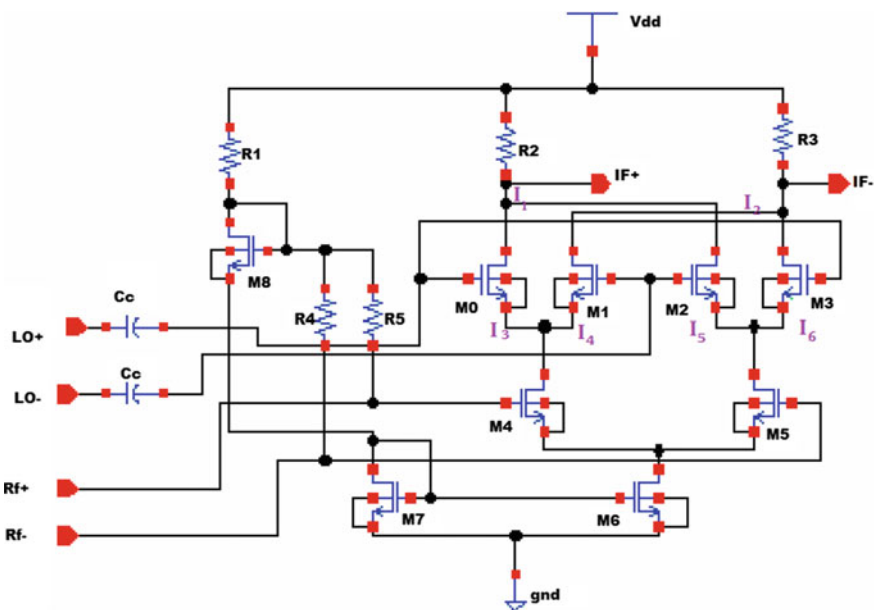 Vdd
R1
R2
R3
IF+
IF-
I1
I2
M8
Cc
R4
R5
M0
M1
M2
M3
LO+
I3
I4
I5
I6
Cc
LO-
M4
M5
Rf+
M7
M6
Rf-
gnd